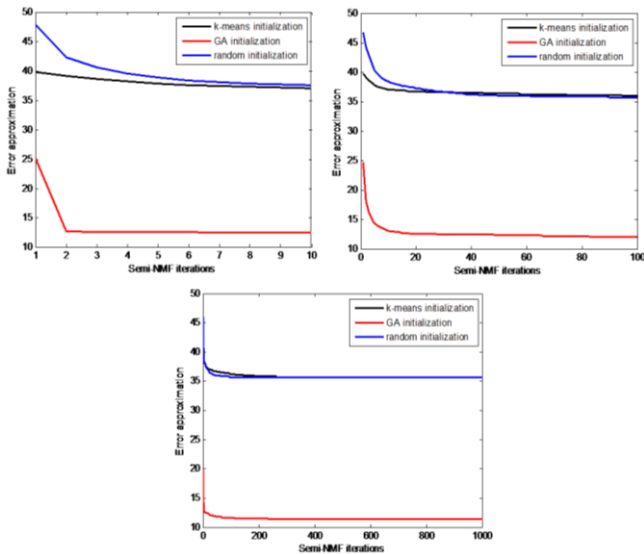 50
45
40
35
30
25
20
15
10
Error approximation
k-means initialization
GA initialization
random initialization
1 2 3 4 5 6 7 8 9 10
Semi-NMF iterations
50
45
40
35
30
25
20
15
10
Error approximation
k-means initialization
GA initialization
random initialization
0 20 40 60 80 100
Semi-NMF iterations
50
45
40
35
30
25
20
15
10
Error approximation
k-means initialization
GA initialization
random initialization
0 200 400 600 800 1000
Semi-NMF iterations